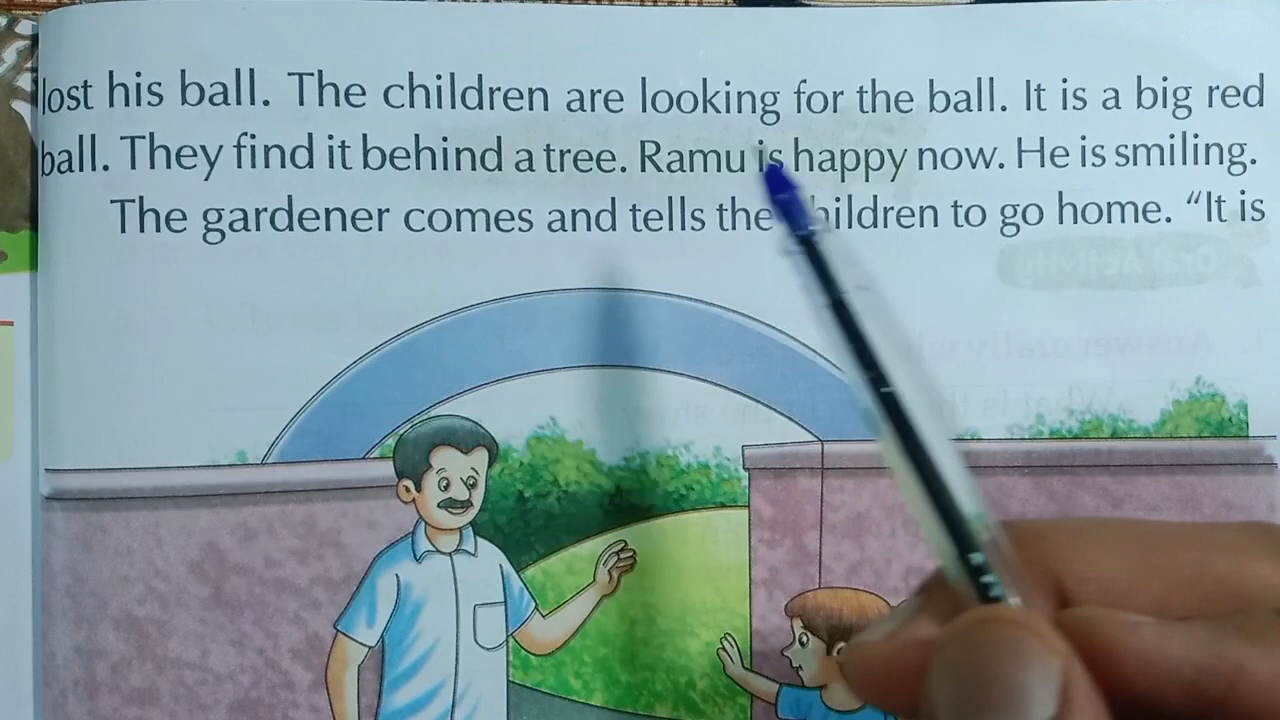 lost his ball. The children are looking for the ball. It is a big red
ball. They find it behind a tree. Ramu is happy now. He is smiling.
The gardener comes and tells the children to go home. “It is